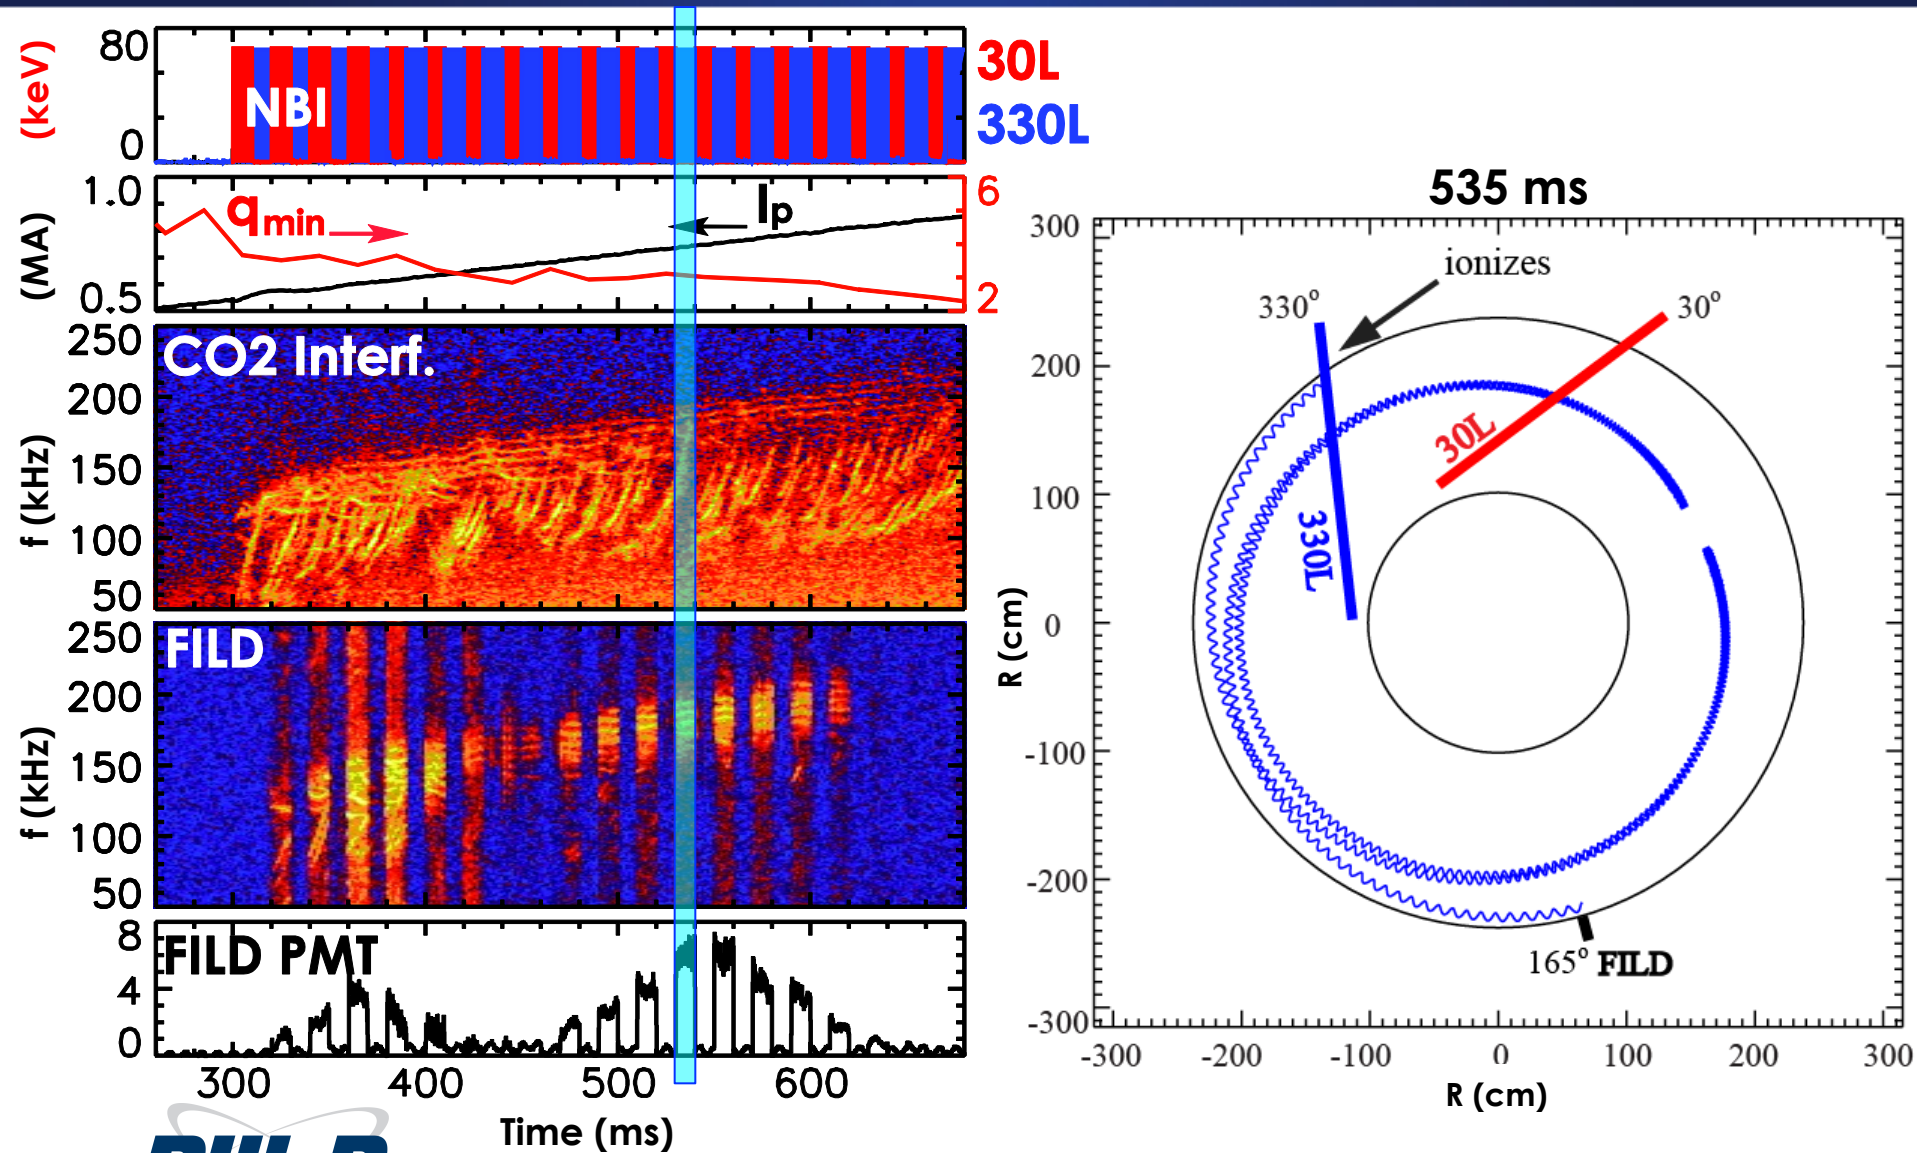 80
0
(keV)
NBI
30L
330L
1.0
0.5
(MA)
qmin
Ip
6
2
CO2 Interf.
250
200
150
100
50
f (kHz)
FILD
250
200
150
100
50
f (kHz)
FILD PMT
8
4
0
300 400 500 600
Time (ms)
535 ms
300
200
100
0
-100
-200
-300
R (cm)
ionizes
330°
30°
30L
330L
165° FILD
-300 -200 -100 0 100 200 300
R (cm)